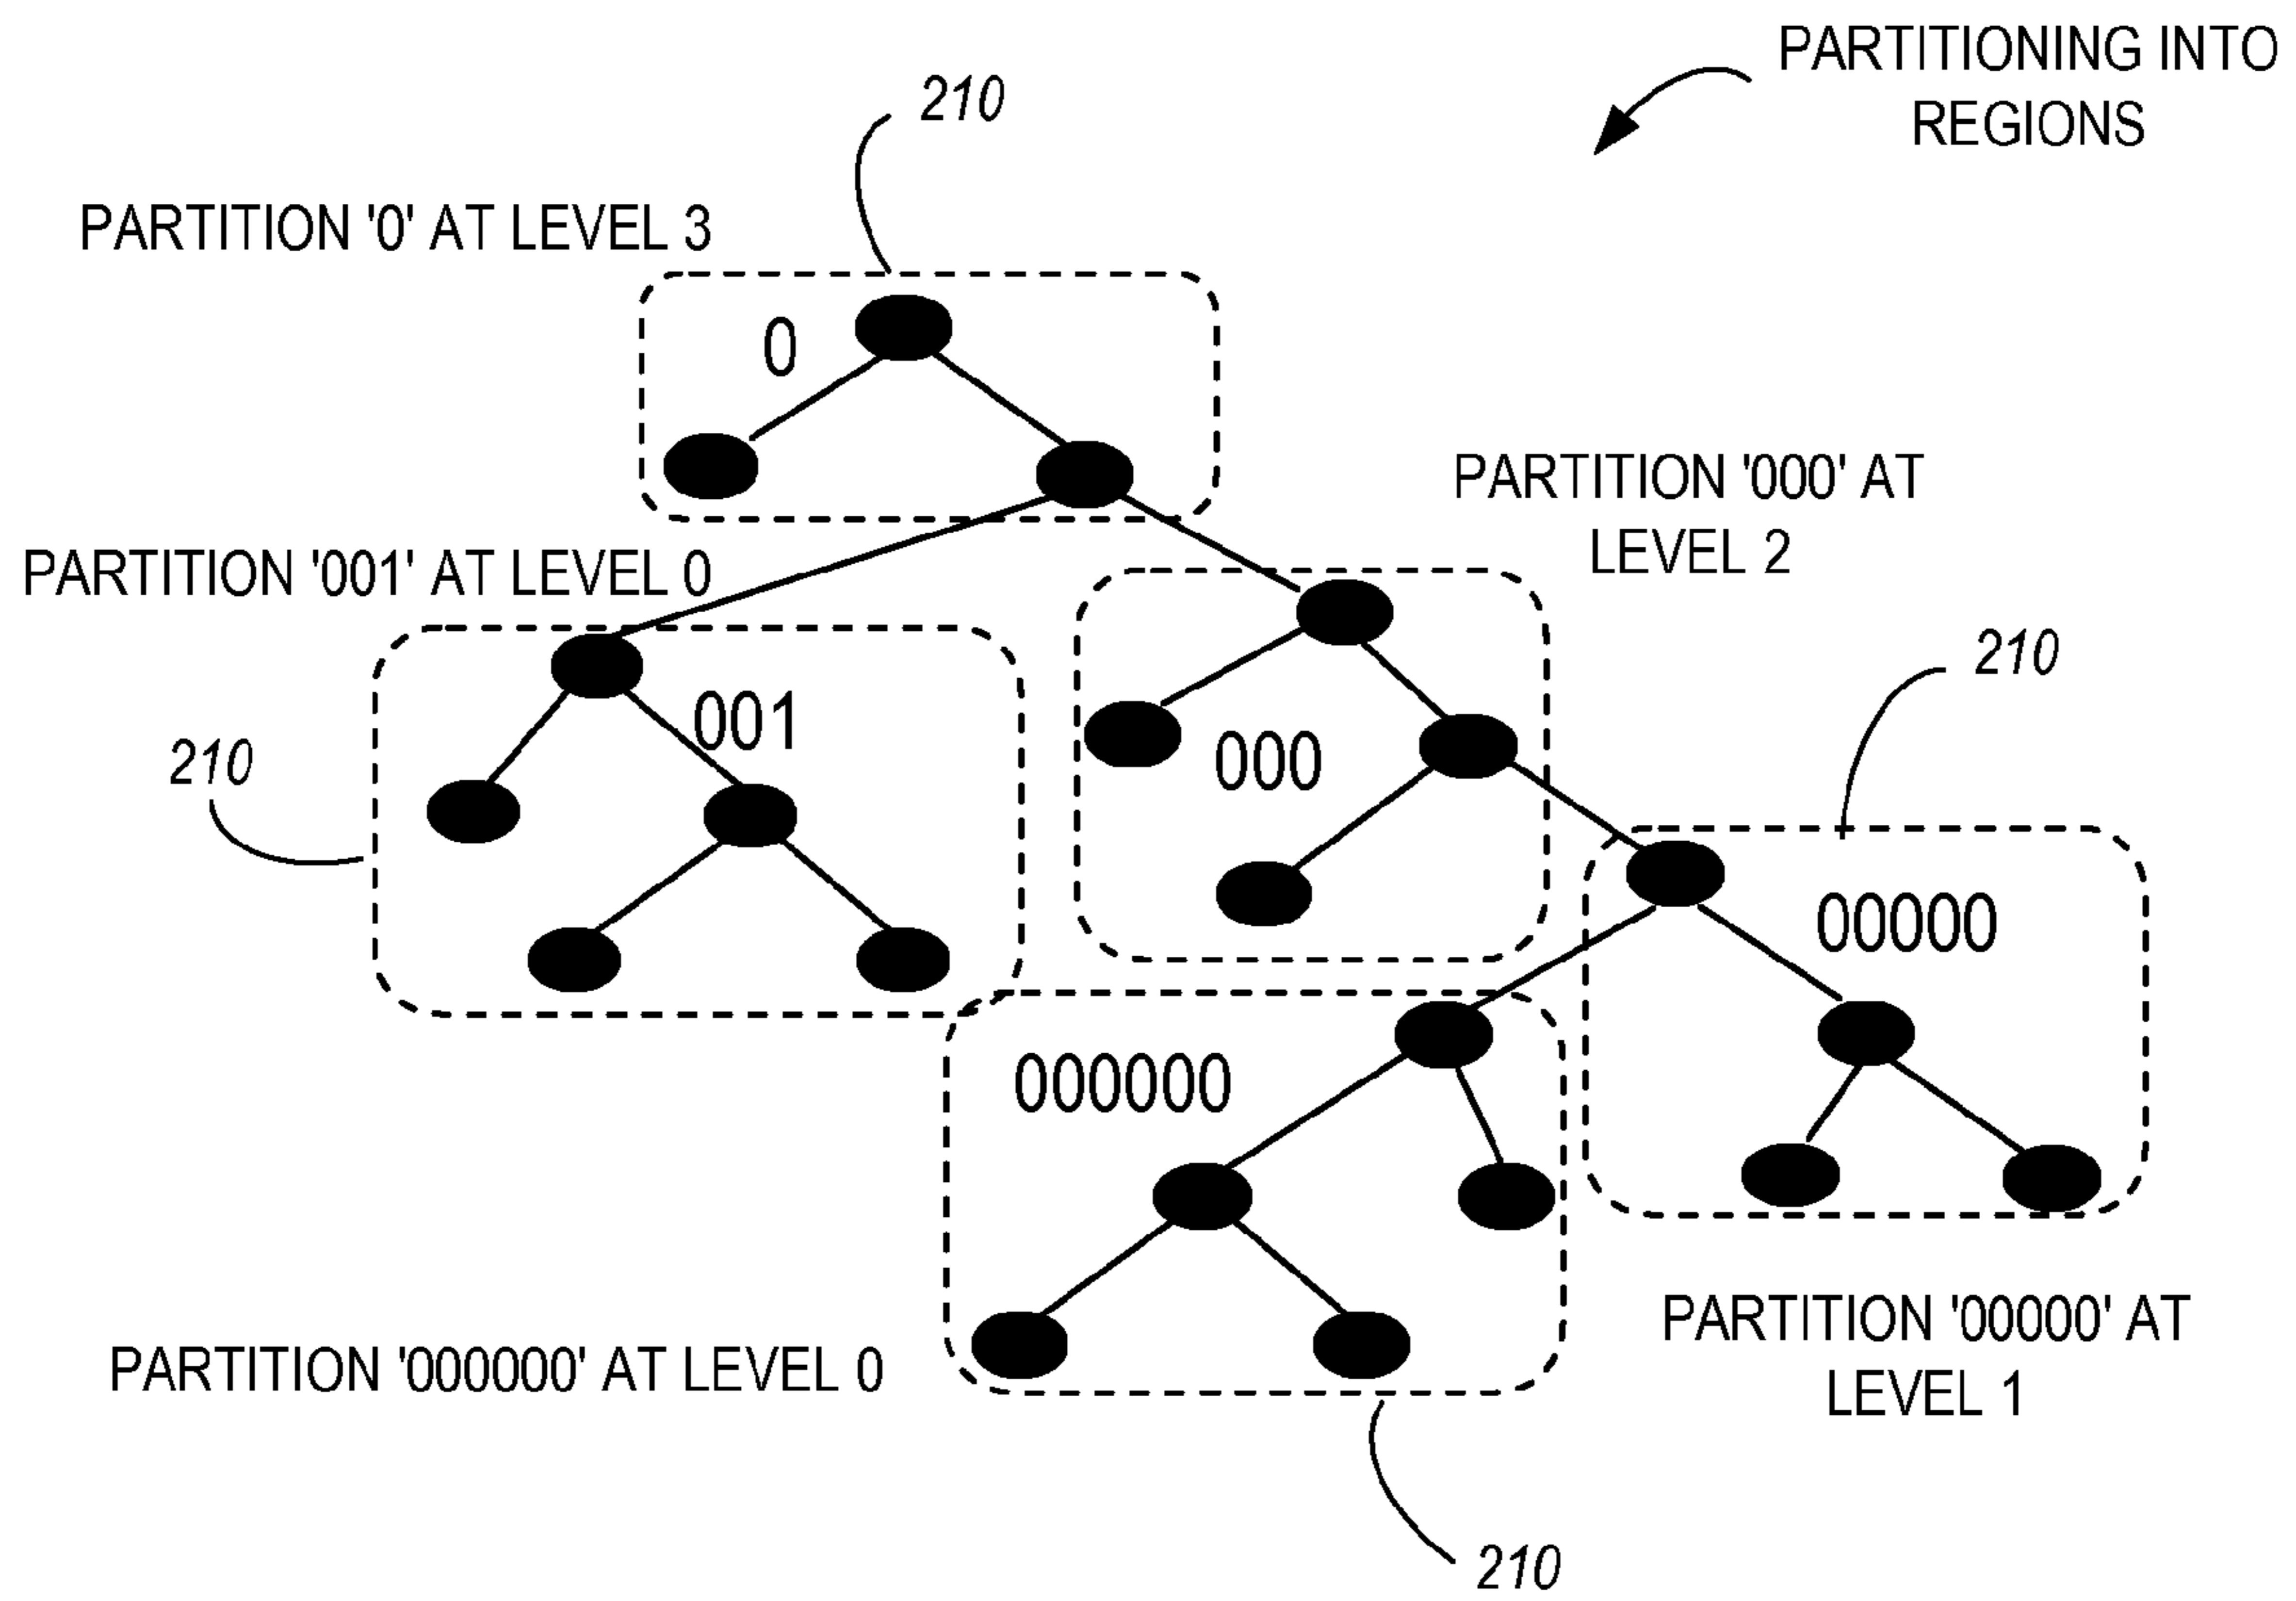 PARTITIONING INTO
REGIONS
210
PARTITION '0' AT LEVEL 3
0
PARTITION '000' AT
LEVEL 2
PARTITION '001' AT LEVEL 0
210
001
000
210
00000
000000
PARTITION '00000' AT
LEVEL 1
PARTITION '000000' AT LEVEL 0
210